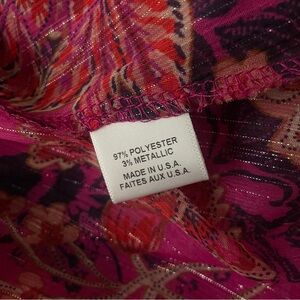 97% POLYESTER
3% METALLIC
MADE IN U.S.A.
FAITES AUX U.S.A.